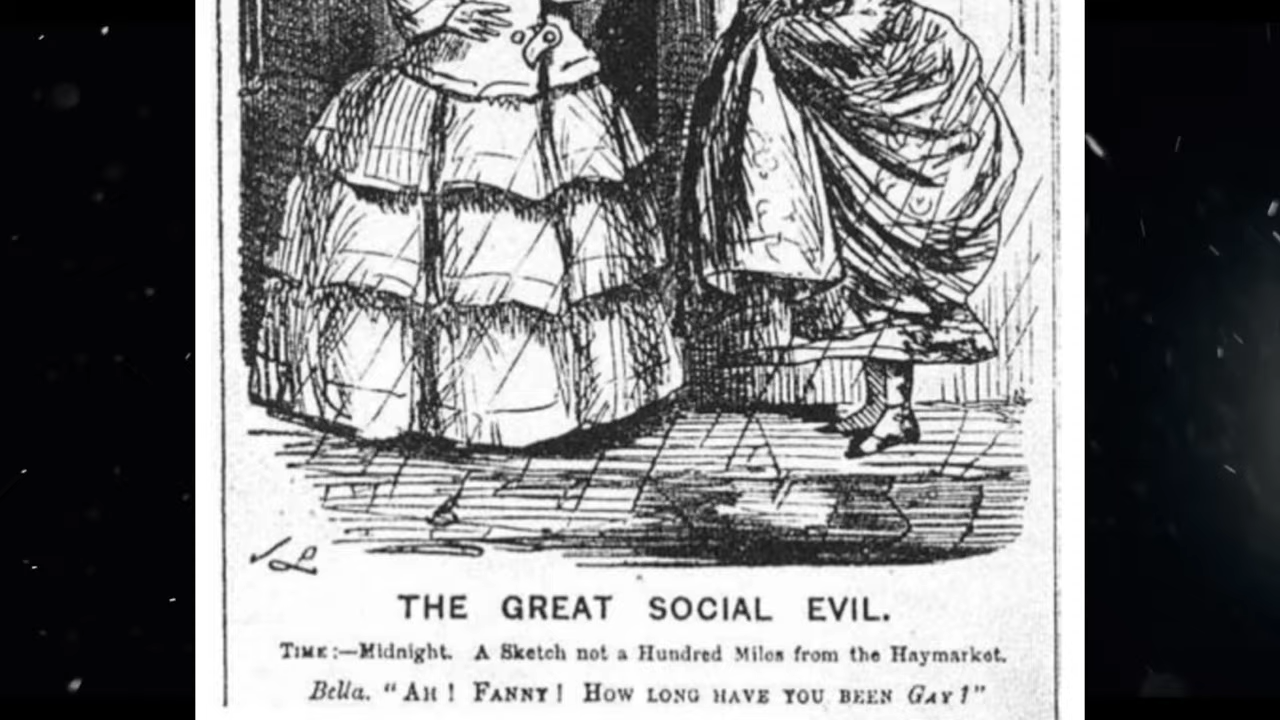 JL
THE GREAT SOCIAL EVIL.
TIME:—Midnight. A Sketch not a Hundred Miles from the Haymarket.
Bella. "AH! FANNY! HOW LONG HAVE YOU BEEN GAY?"